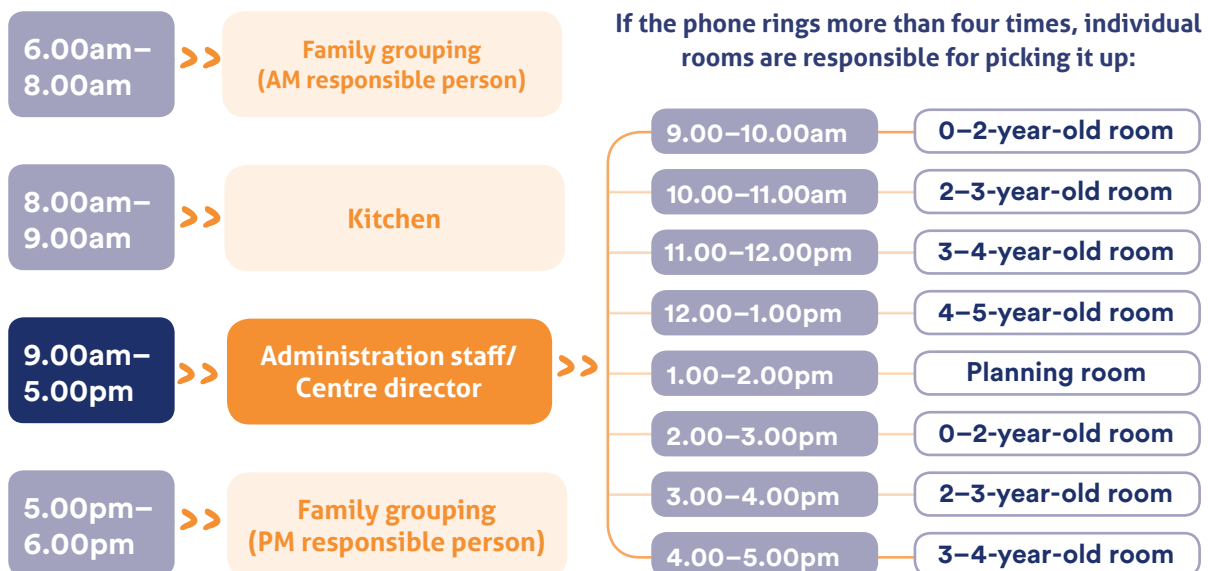 6.00am–
8.00am
>>
Family grouping
(AM responsible person)
8.00am–
9.00am
>>
Kitchen
9.00am–
5.00pm
>>
Administration staff/
Centre director
>>
5.00pm–
6.00pm
>>
Family grouping
(PM responsible person)
If the phone rings more than four times, individual
rooms are responsible for picking it up:
9.00–10.00am
0–2-year-old room
10.00–11.00am
2–3-year-old room
11.00–12.00pm
3–4-year-old room
12.00–1.00pm
4–5-year-old room
1.00–2.00pm
Planning room
2.00–3.00pm
0–2-year-old room
3.00–4.00pm
2–3-year-old room
4.00–5.00pm
3–4-year-old room